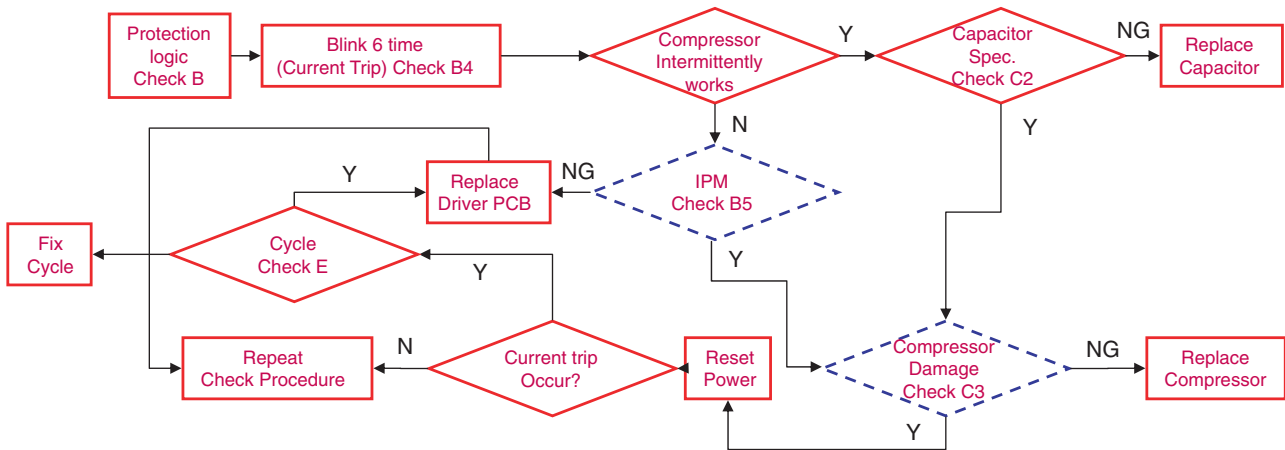 Protection
logic
Check B
Blink 6 time
(Current Trip) Check B4
Compressor
Intermittently
works
Y
Capacitor
Spec.
Check C2
NG
Replace
Capacitor
N
Y
Replace
Driver PCB
NG
IPM
Check B5
Y
Fix
Cycle
Cycle
Check E
Y
Y
Repeat
Check Procedure
N
Current trip
Occur?
Reset
Power
Compressor
Damage
Check C3
NG
Replace
Compressor
Y